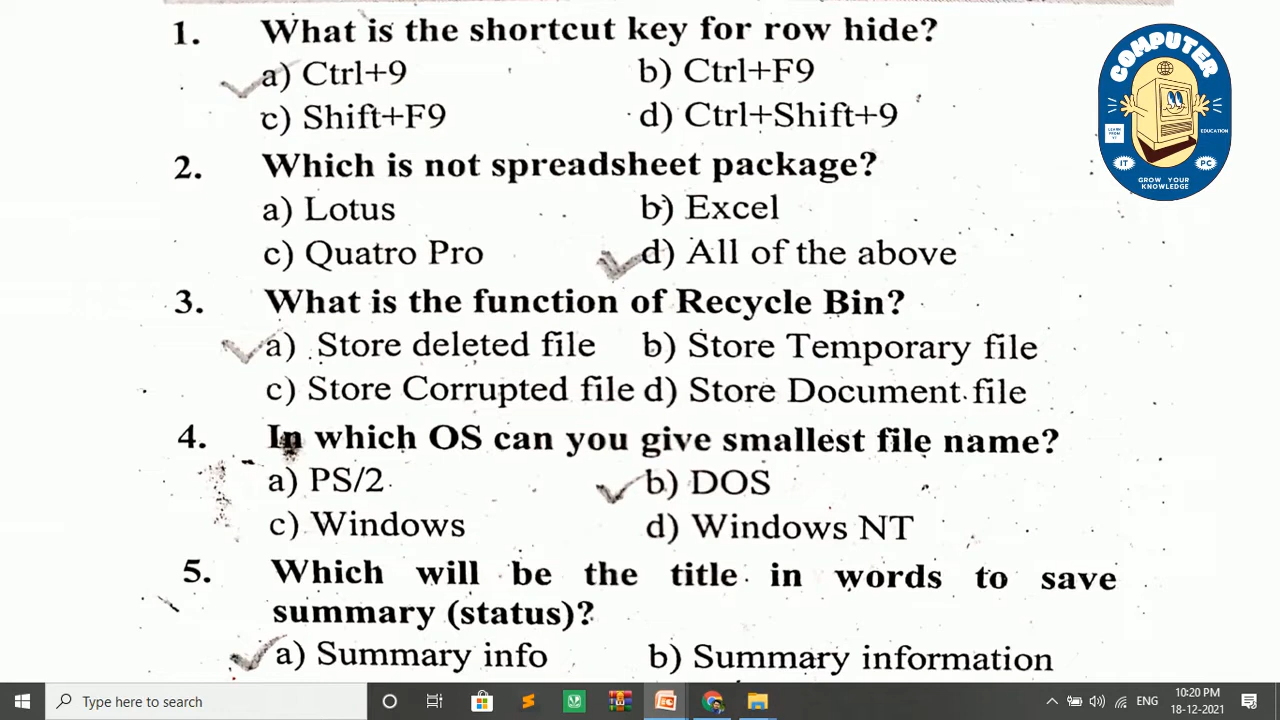 1. What is the shortcut key for row hide?
a) Ctrl+9 b) Ctrl+F9
c) Shift+F9 d) Ctrl+Shift+9
2. Which is not spreadsheet package?
a) Lotus b) Excel
c) Quatro Pro d) All of the above
3. What is the function of Recycle Bin?
a) Store deleted file b) Store Temporary file
c) Store Corrupted file d) Store Document file
4. In which OS can you give smallest file name?
a) PS/2 b) DOS
c) Windows d) Windows NT
5. Which will be the title in words to save
summary (status)?
a) Summary info b) Summary information
COMPUTER
LEARN
FROM
IT
EDUCATION
IT PC
GROW YOUR
KNOWLEDGE
Type here to search
ENG
10:20 PM
18-12-2021